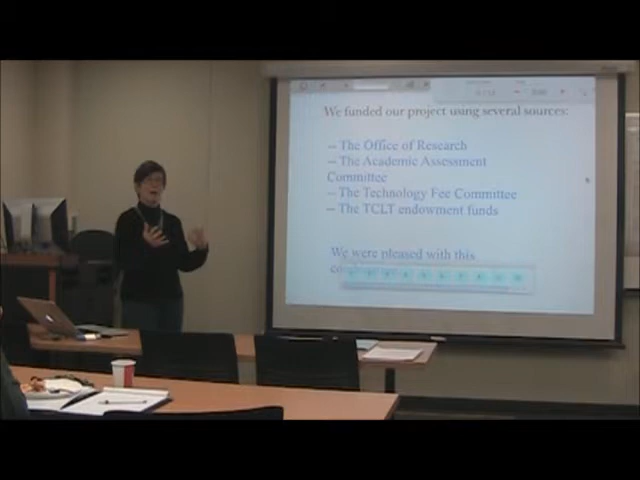 We funded our project using several sources:
-- The Office of Research
-- The Academic Assessment
Committee
-- The Technology Fee Committee
-- The TCLT endowment funds
We were pleased with this